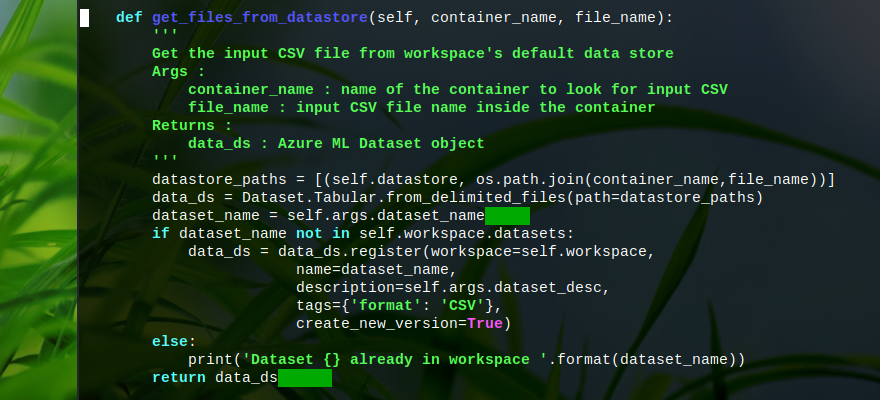 def get_files_from_datastore(self, container_name, file_name):
'''
Get the input CSV file from workspace's default data store
Args :
container_name : name of the container to look for input CSV
file_name : input CSV file name inside the container
Returns :
data_ds : Azure ML Dataset object
'''
datastore_paths = [(self.datastore, os.path.join(container_name,file_name))]
data_ds = Dataset.Tabular.from_delimited_files(path=datastore_paths)
dataset_name = self.args.dataset_name
if dataset_name not in self.workspace.datasets:
data_ds = data_ds.register(workspace=self.workspace,
name=dataset_name,
description=self.args.dataset_desc,
tags={'format': 'CSV'},
create_new_version=True)
else:
print('Dataset {} already in workspace '.format(dataset_name))
return data_ds